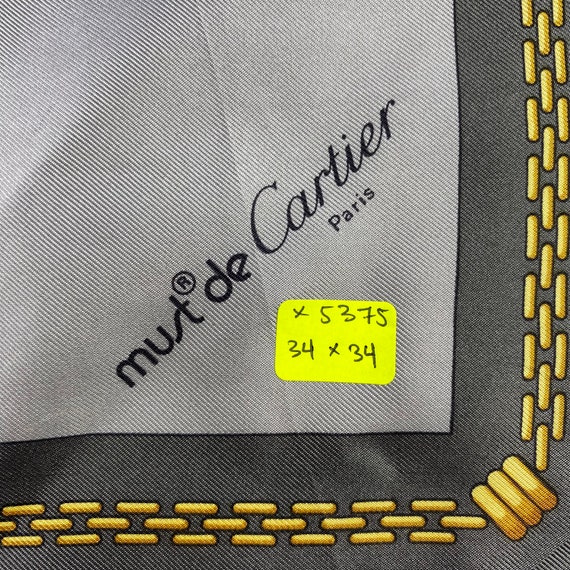 must® de Cartier
Paris
x 5375
34 x 34